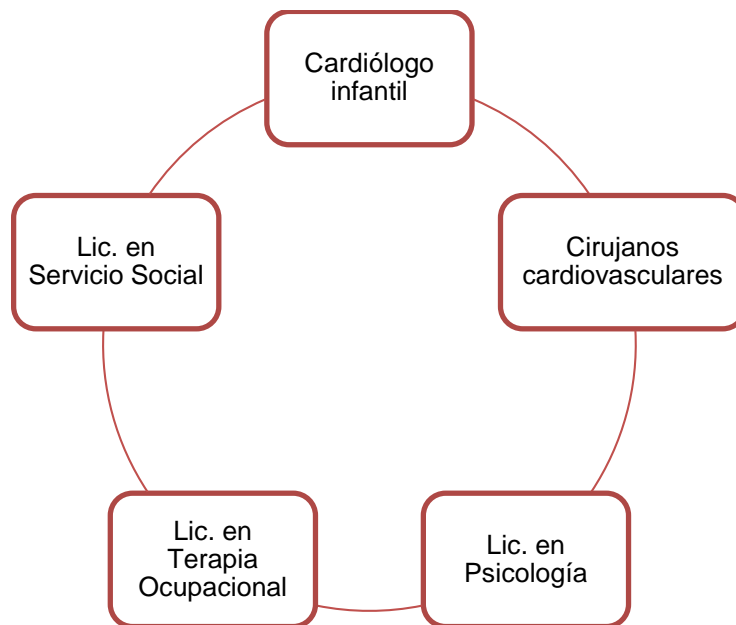 Cardiólogo
infantil
Cirujanos
cardiovasculares
Lic. en
Psicología
Lic. en
Terapia
Ocupacional
Lic. en
Servicio Social